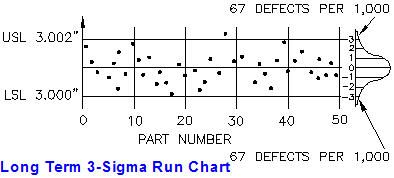 67 DEFECTS PER 1,000
USL 3.002"
3
2
1
0
-1
-2
-3
LSL 3.000"
0 10 20 30 40 50
PART NUMBER
67 DEFECTS PER 1,000
Long Term 3-Sigma Run Chart